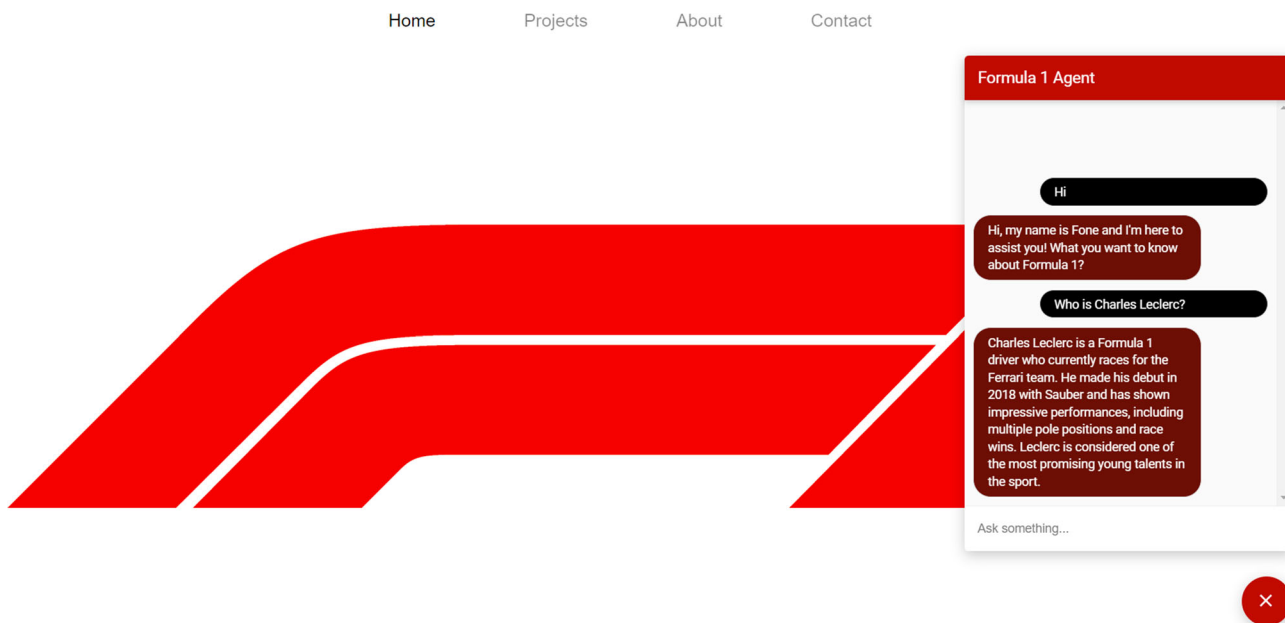 Home Projects About Contact
Formula 1 Agent
Hi
Hi, my name is Fone and I'm here to
assist you! What you want to know
about Formula 1?
Who is Charles Leclerc?
Charles Leclerc is a Formula 1
driver who currently races for the
Ferrari team. He made his debut in
2018 with Sauber and has shown
impressive performances, including
multiple pole positions and race
wins. Leclerc is considered one of
the most promising young talents in
the sport.
Ask something...